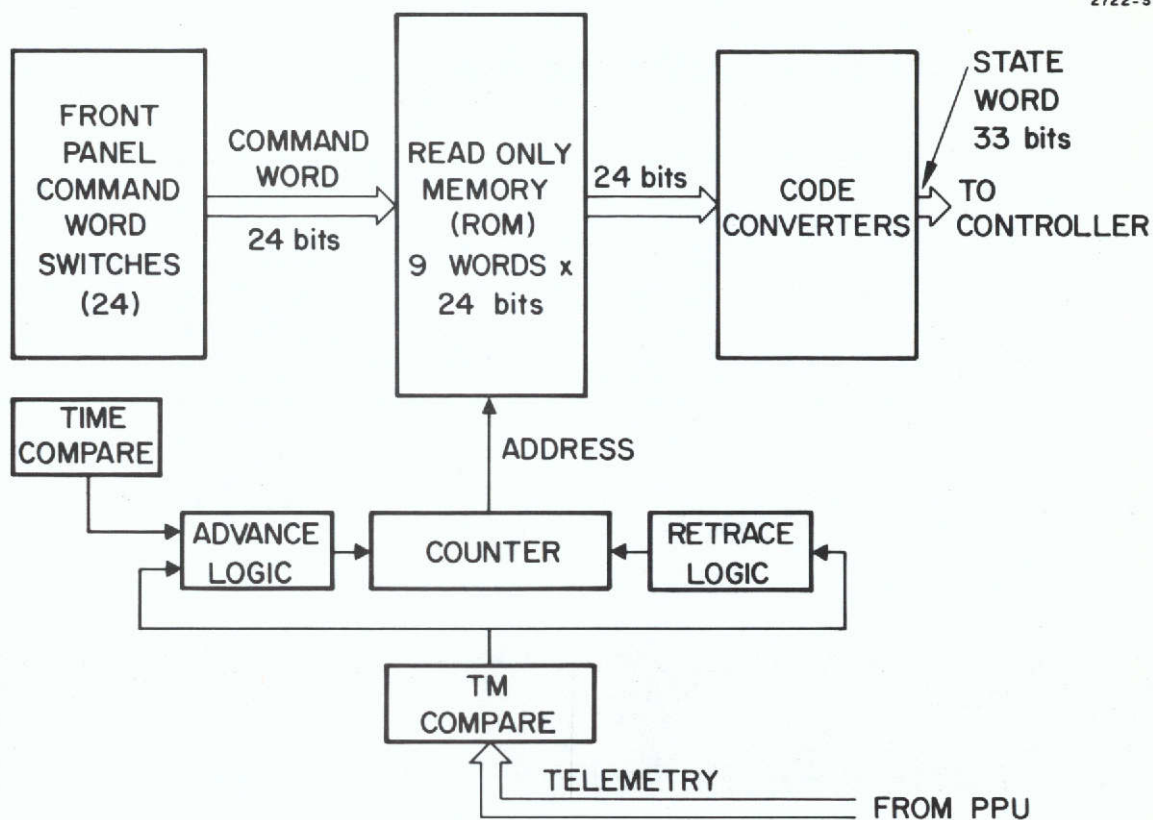 2722-5
FRONT
PANEL
COMMAND
WORD
SWITCHES
(24)
COMMAND
WORD
24 bits
READ ONLY
MEMORY
(ROM)
9 WORDS x
24 bits
24 bits
CODE
CONVERTERS
STATE
WORD
33 bits
TO
CONTROLLER
TIME
COMPARE
ADDRESS
ADVANCE
LOGIC
COUNTER
RETRACE
LOGIC
TM
COMPARE
TELEMETRY
FROM PPU